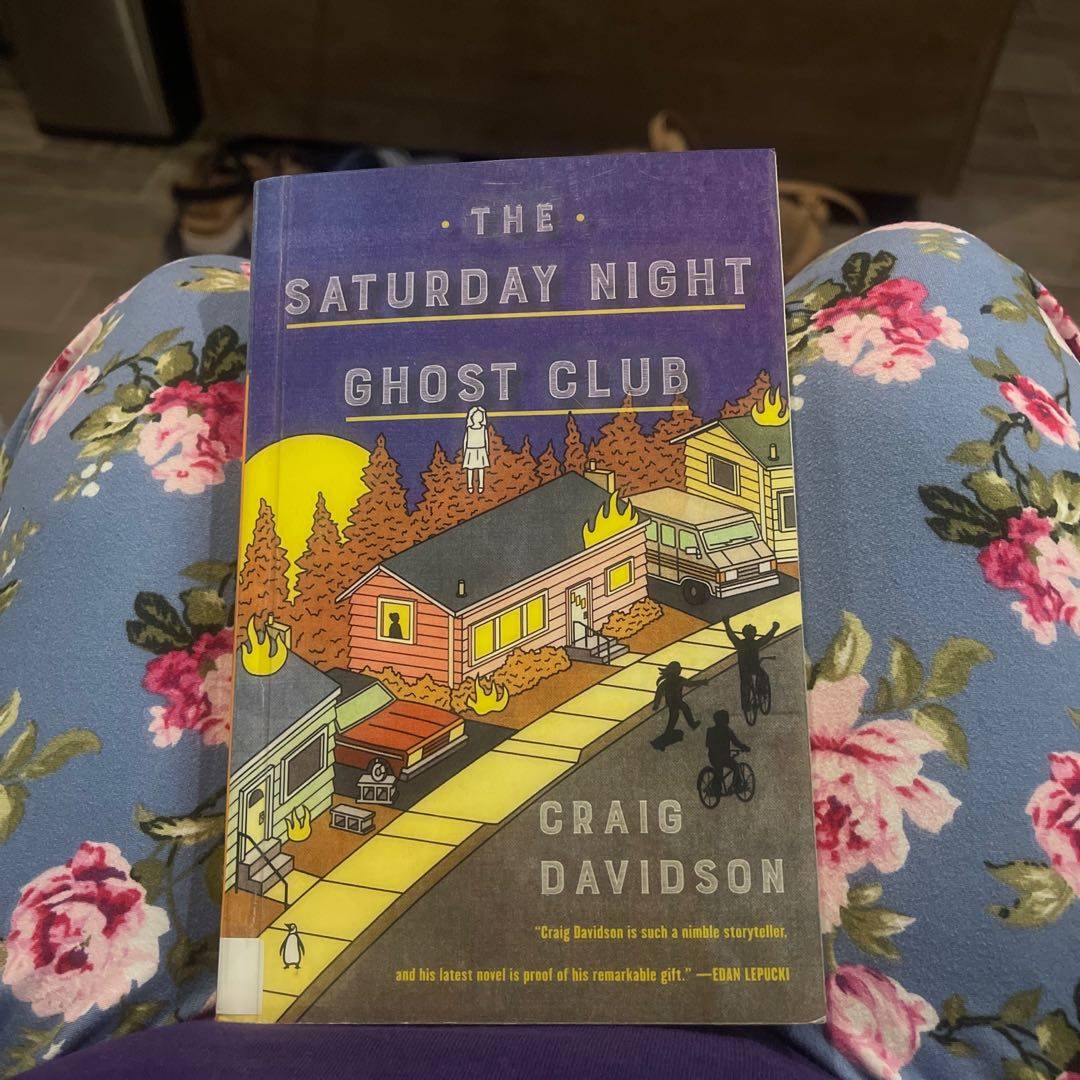 · THE ·
SATURDAY NIGHT
GHOST CLUB
CRAIG
DAVIDSON
“Craig Davidson is such a nimble storyteller,
and his latest novel is proof of his remarkable gift.” —EDAN LEPUCKI